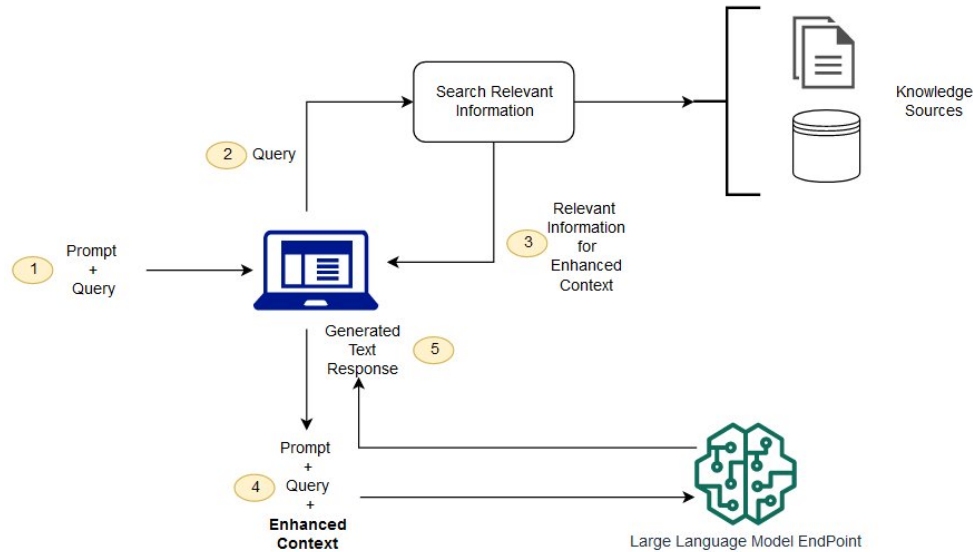 Search Relevant
Information
Knowledge
Sources
2
Query
Relevant
Information
for
Enhanced
Context
3
1
Prompt
+
Query
Generated
Text
Response
5
Prompt
+
Query
+
Enhanced
Context
4
Large Language Model EndPoint